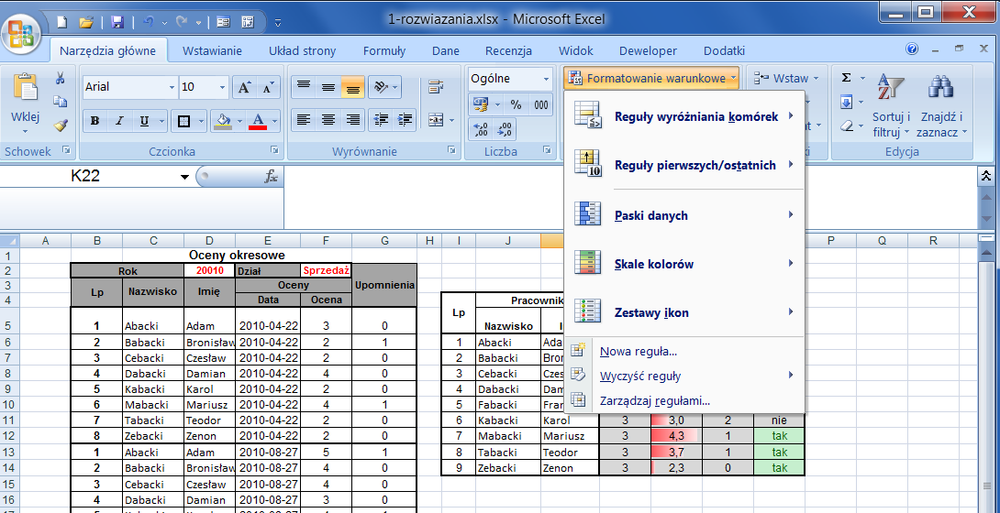 1-rozwiazania.xlsx - Microsoft Excel
Narzędzia główne Wstawianie Układ strony Formuły Dane Recenzja Widok Deweloper Dodatki
Wklej
Schowek
Arial 10
B I U A
Czcionka
Wyrównanie
Ogólne
% 000
Liczba
Formatowanie warunkowe
Wstaw
Σ
Sortuj i filtruj
Znajdź i zaznacz
Edycja
Reguły wyróżniania komórek
Reguły pierwszych/ostatnich
Paski danych
Skale kolorów
Zestawy ikon
Nowa reguła...
Wyczyść reguły
Zarządzaj regułami...
K22 fx
A B C D E F G H I J P Q R
1 Oceny okresowe
2 Rok 20010 Dział Sprzedaż Upomnienia
3 Lp Nazwisko Imię Oceny
4 Data Ocena Lp Pracownik
5 1 Abacki Adam 2010-04-22 3 0 Nazwisko
6 2 Babacki Bronisław 2010-04-22 2 1 1 Abacki
7 3 Cebacki Czesław 2010-04-22 2 0 2 Babacki
8 4 Dabacki Damian 2010-04-22 4 0 3 Cebacki
9 5 Kabacki Karol 2010-04-22 2 0 4 Dabacki
10 6 Mabacki Mariusz 2010-04-22 4 1 5 Fabacki
11 7 Tabacki Teodor 2010-04-22 2 0 6 Kabacki Karol 3 3,0 2 nie
12 8 Zebacki Zenon 2010-04-22 2 0 7 Mabacki Mariusz 3 4,3 1 tak
13 1 Abacki Adam 2010-08-27 5 1 8 Tabacki Teodor 3 3,7 1 tak
14 2 Babacki Bronisław 2010-08-27 4 0 9 Zebacki Zenon 3 2,3 0 tak
15 3 Cebacki Czesław 2010-08-27 4 0
16 4 Dabacki Damian 2010-08-27 3 0
17